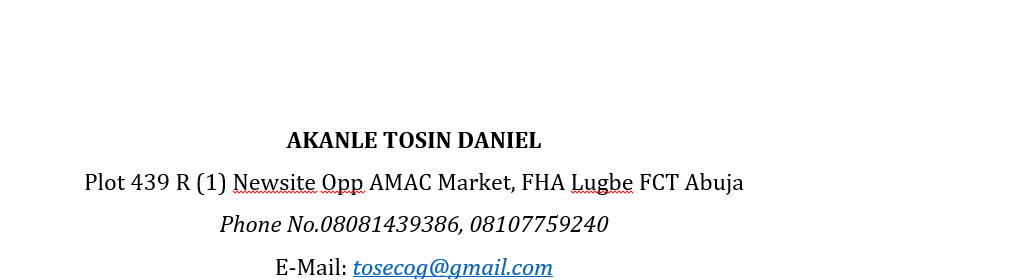 AKANLE TOSIN DANIEL
Plot 439 R (1) Newsite Opp AMAC Market, FHA Lugbe FCT Abuja
Phone No.08081439386, 08107759240
E-Mail: tosecog@gmail.com